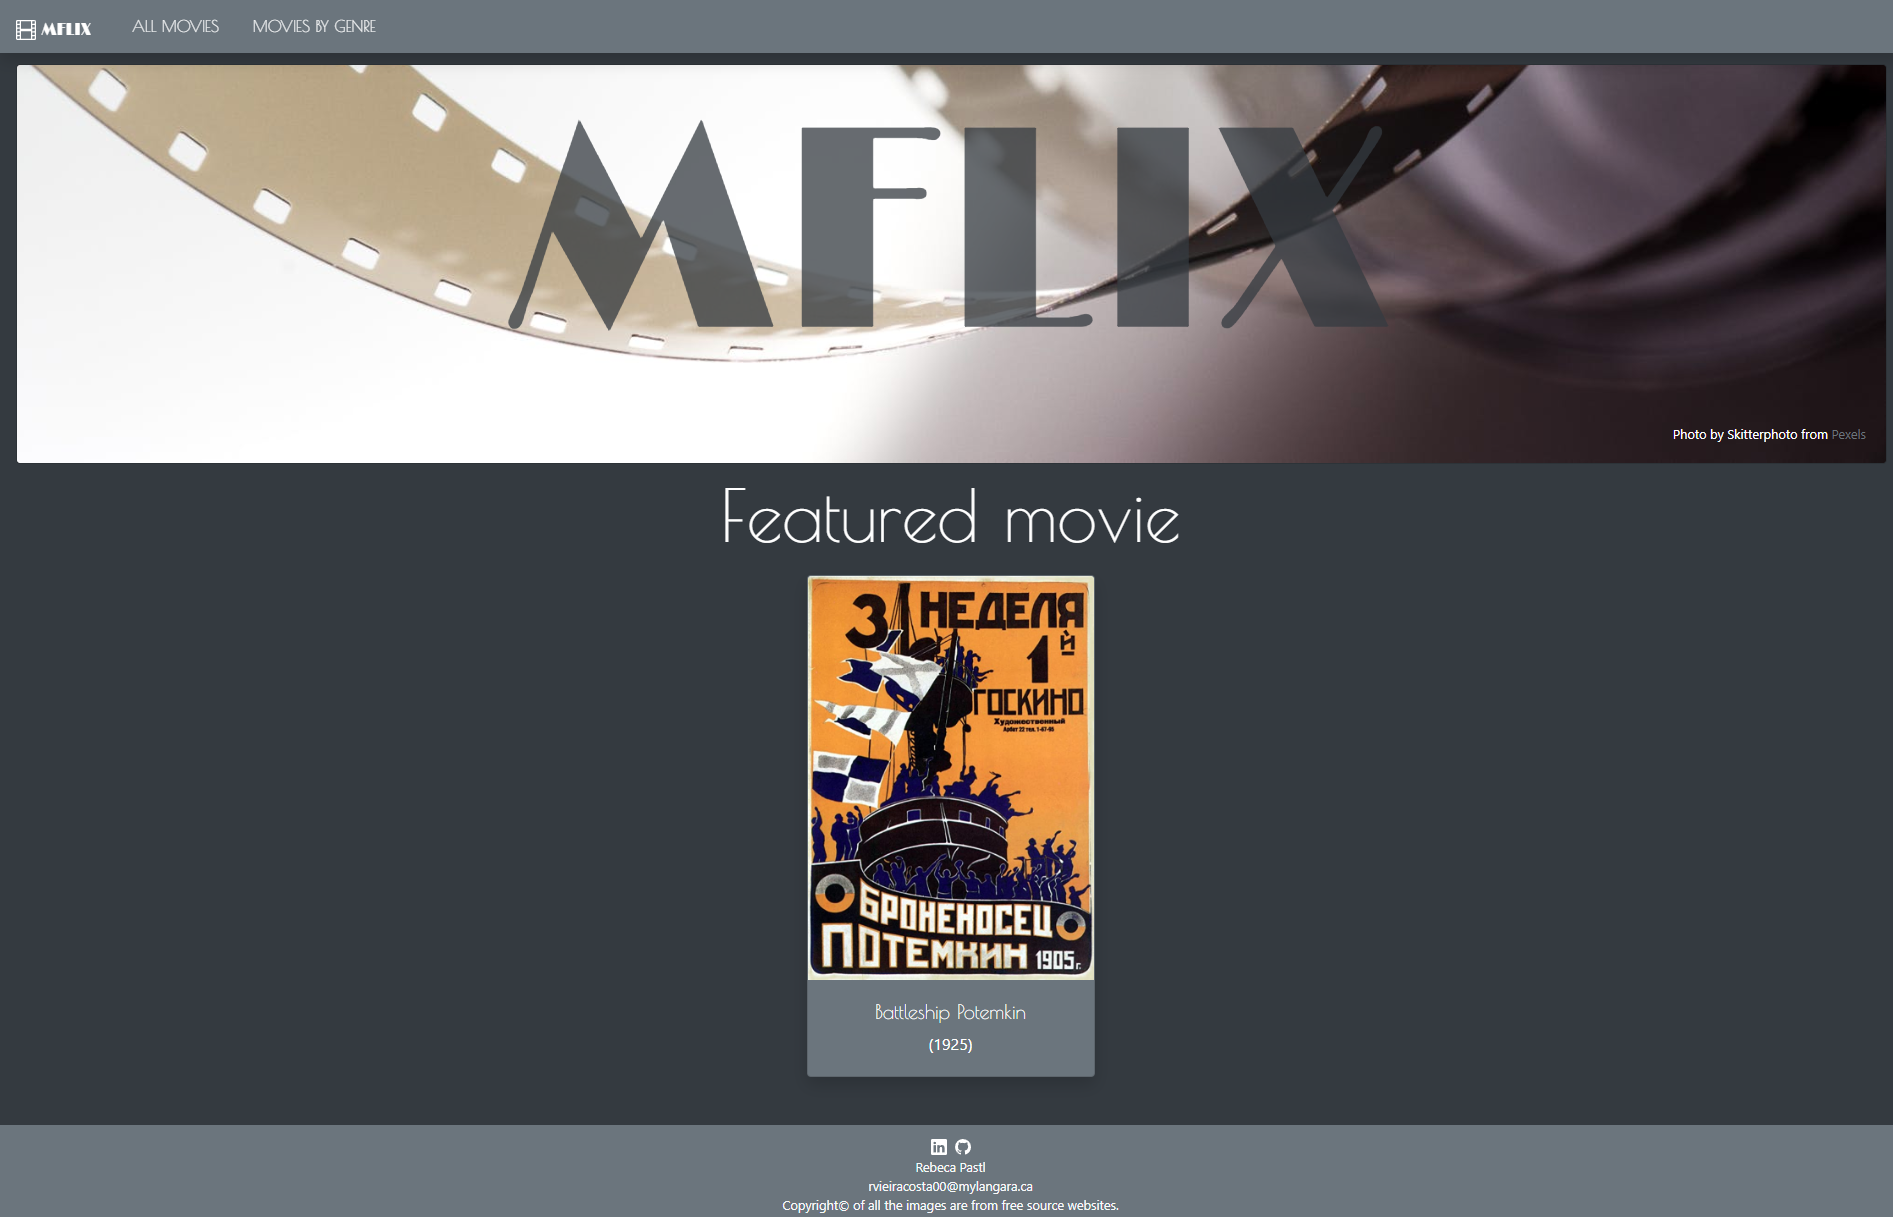 MFLIX ALL MOVIES MOVIES BY GENRE
MFLIX
Photo by Skitterphoto from Pexels
Featured movie
3 НЕДЕЛЯ
1й
ГОСКИНО
Художественный
Арбат 22 тел. 1-67-95
БРОНЕНОСЕЦ
ПОТЕМКИН 1905г.
Battleship Potemkin
(1925)
Rebeca Pastl
rvieiracosta00@mylangara.ca
Copyright© of all the images are from free source websites.